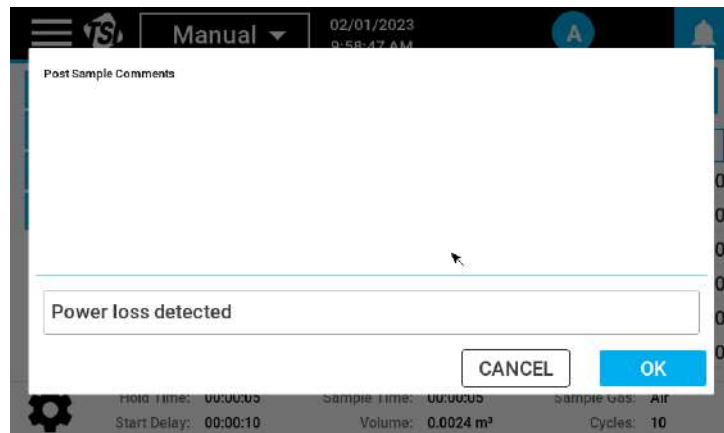 TSI
Manual
02/01/2023
9:58:47 AM
A
Post Sample Comments
Power loss detected
CANCEL
OK
Hold Time: 00:00:05 Sample Time: 00:00:05 Sample Gas: Air
Start Delay: 00:00:10 Volume: 0.0024 m³ Cycles: 10